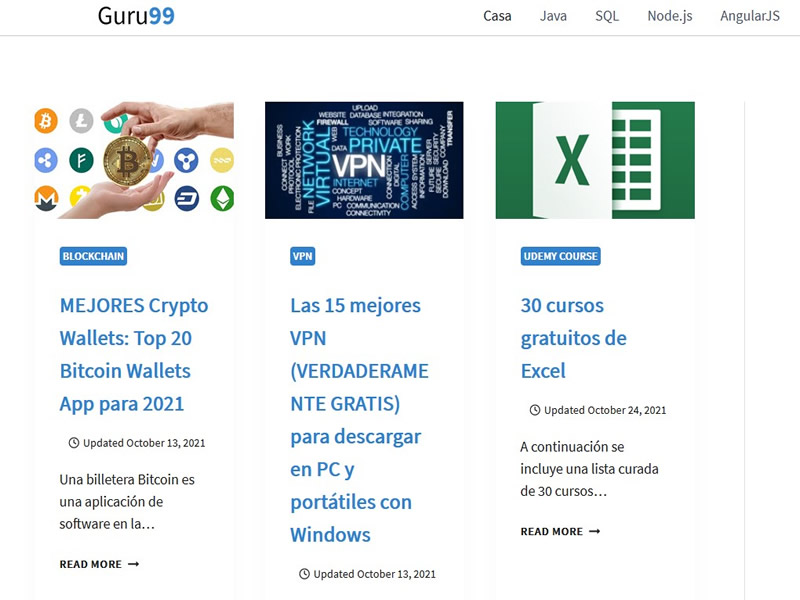 Guru99
Casa Java SQL Node.js AngularJS
BLOCKCHAIN
MEJORES Crypto
Wallets: Top 20
Bitcoin Wallets
App para 2021
Updated October 13, 2021
Una billetera Bitcoin es
una aplicación de
software en la…
READ MORE
UPLOAD
WEBSITE DATABASE INTEGRATION
FIREWALL SOFTWARE SHARING
TECHNOLOGY
DATA PRIVATE
NETWORK
VIRTUAL
VPN
INTERNET
CONCEPT
HARDWARE
PC COMMUNICATION
CONNECTIVITY
COMPUTER
TRANSFER
VPN
Las 15 mejores
VPN
(VERDADERAME
NTE GRATIS)
para descargar
en PC y
portátiles con
Windows
Updated October 13, 2021
X
UDEMY COURSE
30 cursos
gratuitos de
Excel
Updated October 24, 2021
A continuación se
incluye una lista curada
de 30 cursos…
READ MORE